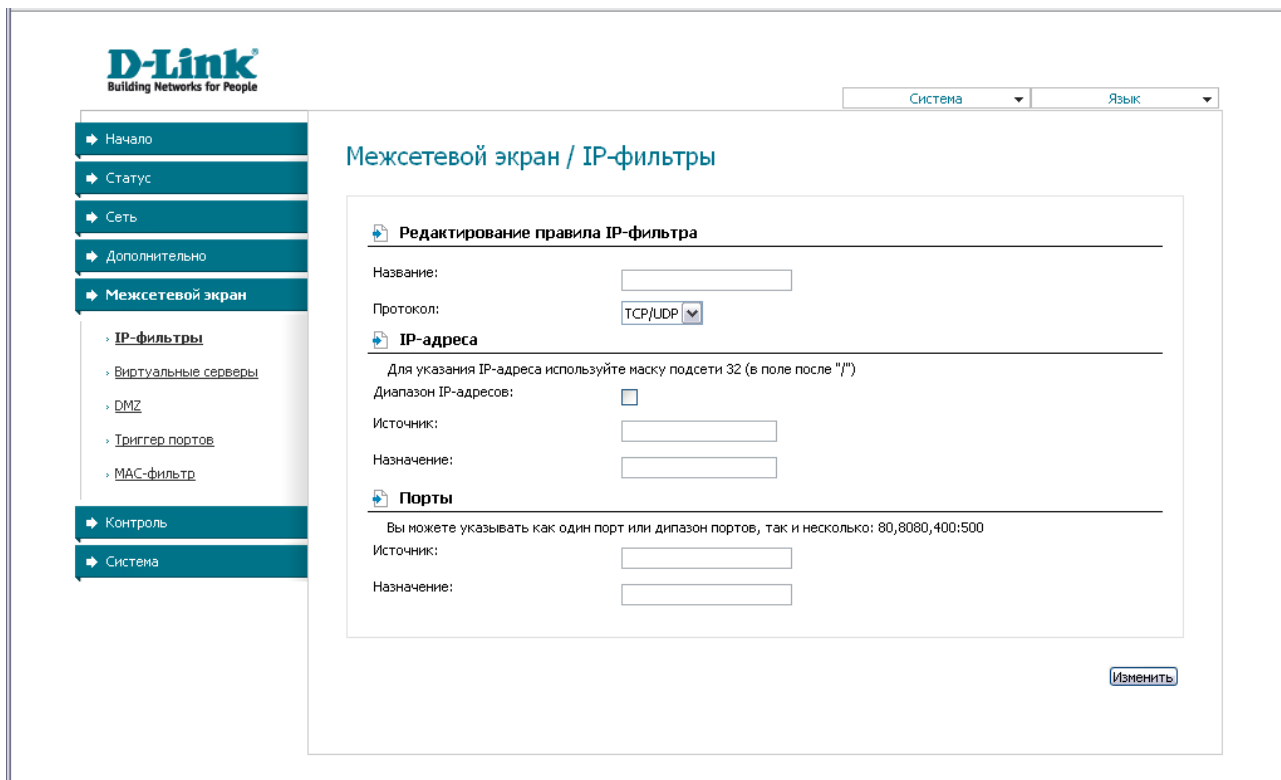 D-Link
Building Networks for People
Система
Язык
Начало
Статус
Сеть
Дополнительно
Межсетевой экран
IP-фильтры
Виртуальные серверы
DMZ
Триггер портов
MAC-фильтр
Контроль
Система
Межсетевой экран / IP-фильтры
Редактирование правила IP-фильтра
Название:
Протокол: TCP/UDP
IP-адреса
Для указания IP-адреса используйте маску подсети 32 (в поле после "/")
Диапазон IP-адресов:
Источник:
Назначение:
Порты
Вы можете указывать как один порт или дипазон портов, так и несколько: 80,8080,400:500
Источник:
Назначение:
Изменить